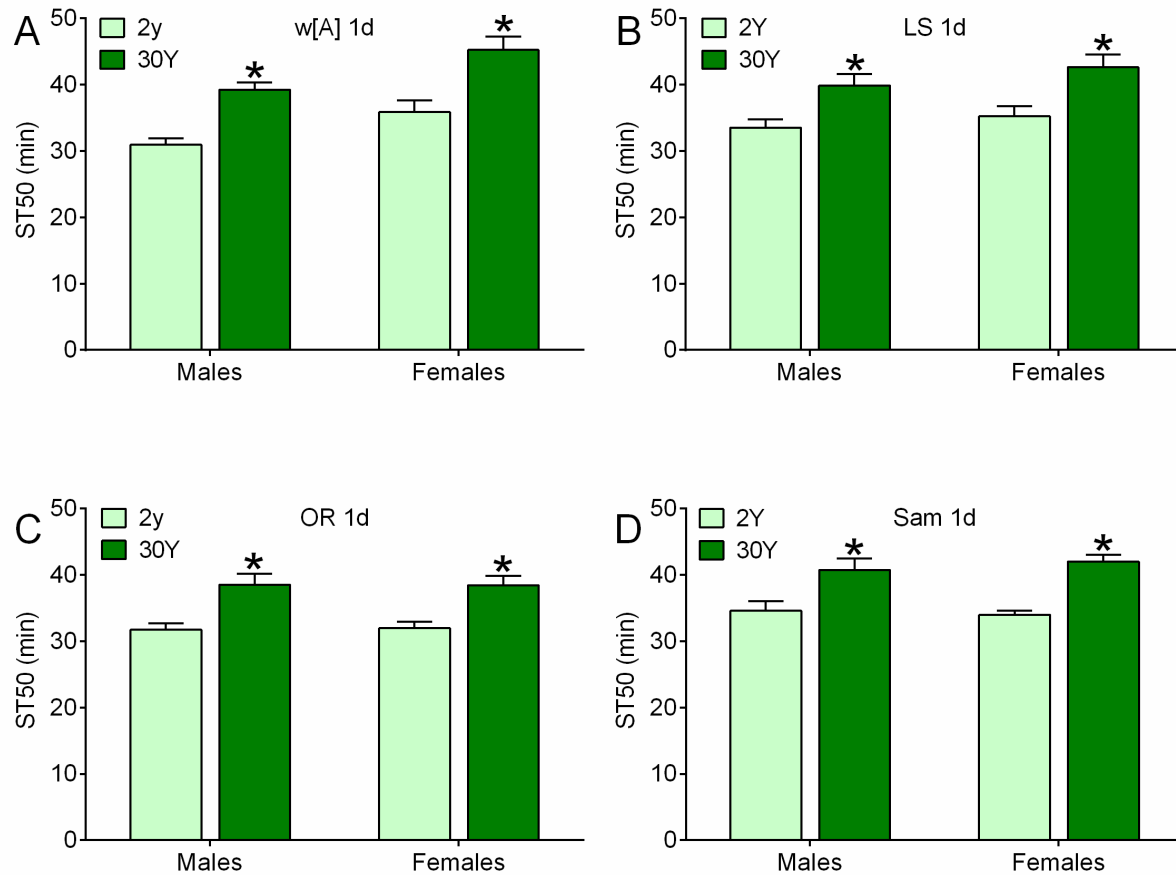 A
w[A] 1d
2y
30Y
ST50 (min)
50
40
30
20
10
0
*
*
Males
Females
B
LS 1d
2Y
30Y
ST50 (min)
50
40
30
20
10
0
*
*
Males
Females
C
OR 1d
2y
30Y
ST50 (min)
50
40
30
20
10
0
*
*
Males
Females
D
Sam 1d
2Y
30Y
ST50 (min)
50
40
30
20
10
0
*
*
Males
Females